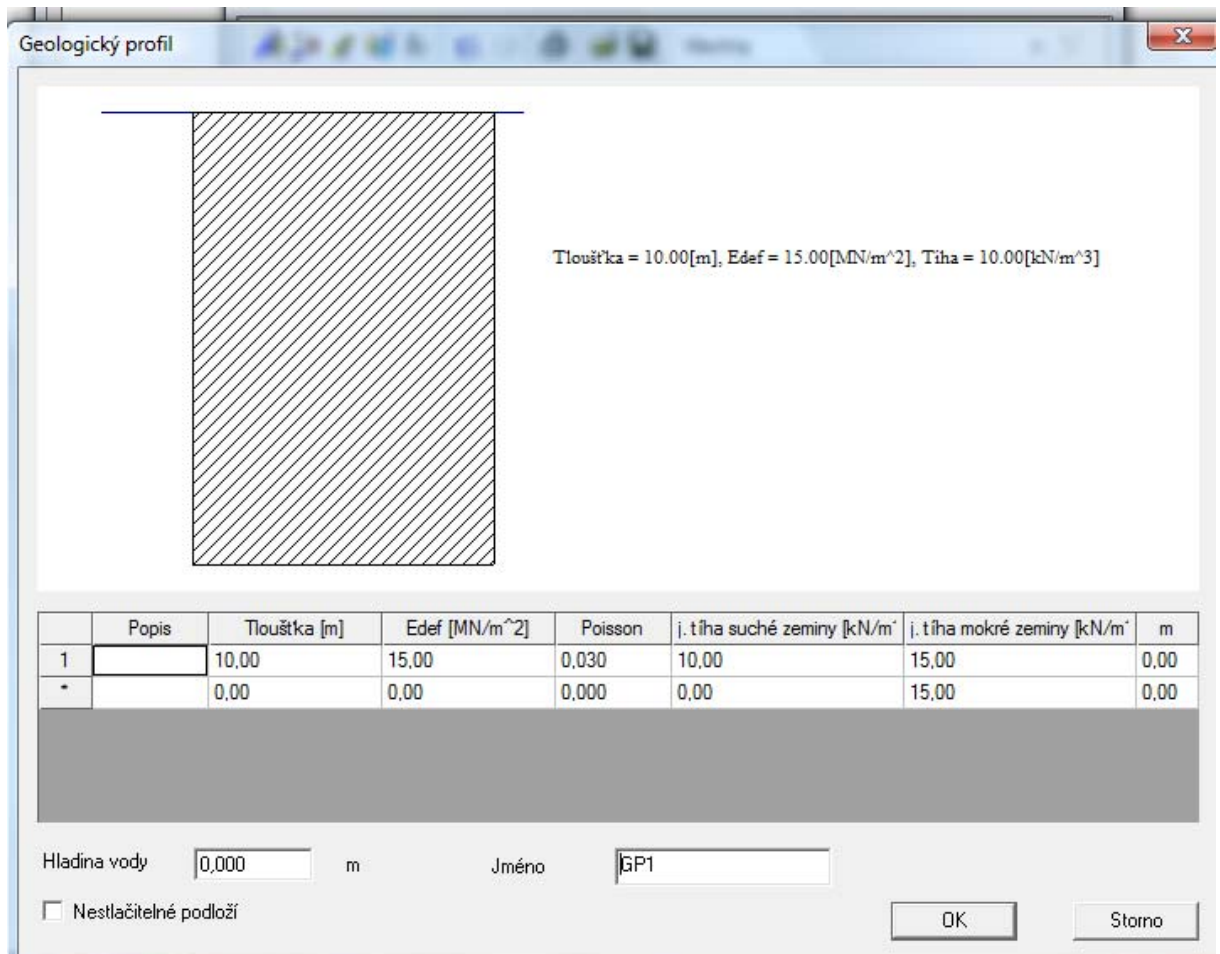 Geologický profil
Tloušťka = 10.00[m], Edef = 15.00[MN/m^2], Tíha = 10.00[kN/m^3]
Popis Tloušťka [m] Edef [MN/m^2] Poisson j. tíha suché zeminy [kN/m^ j. tíha mokré zeminy [kN/m^ m
1 10,00 15,00 0,030 10,00 15,00 0,00
* 0,00 0,00 0,000 0,00 15,00 0,00
Hladina vody 0,000 m Jméno GP1
Nestlačitelné podloží OK Storno